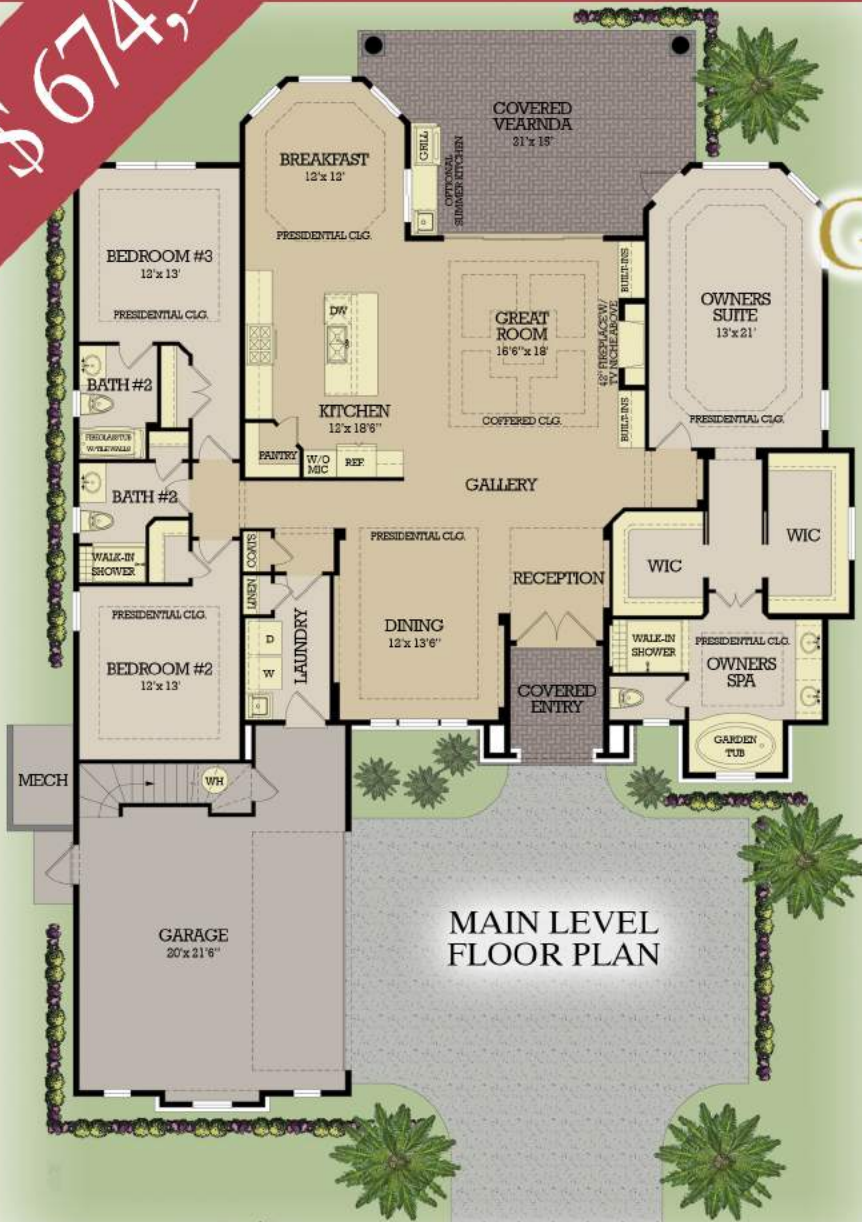 $ 674,
COVERED
VEARNDA
21'x 15'
GRILL
OPTIONAL
SUMMER KITCHEN
BREAKFAST
12'x 12'
PRESIDENTIAL CLG.
BEDROOM #3
12'x 13'
PRESIDENTIAL CLG.
BUILT-INS
GREAT
ROOM
16'6"x 18'
42" FIREPLACE W/
TV NICHE ABOVE
COFFERED CLG.
BUILT-INS
OWNERS
SUITE
13'x 21'
PRESIDENTIAL CLG.
G
DW
KITCHEN
12'x 18'6"
BATH #2
FIBERGLASS TUB
W/TILE WALLS
PANTRY
W/O
MIC
REF.
GALLERY
BATH #2
WALK-IN
SHOWER
COATS
LINEN
PRESIDENTIAL CLG.
DINING
12'x 13'6"
RECEPTION
WIC
WIC
PRESIDENTIAL CLG.
BEDROOM #2
12'x 13'
D
W
LAUNDRY
WALK-IN
SHOWER
PRESIDENTIAL CLG.
OWNERS
SPA
COVERED
ENTRY
GARDEN
TUB
MECH
WH
GARAGE
20'x 21'6"
MAIN LEVEL
FLOOR PLAN